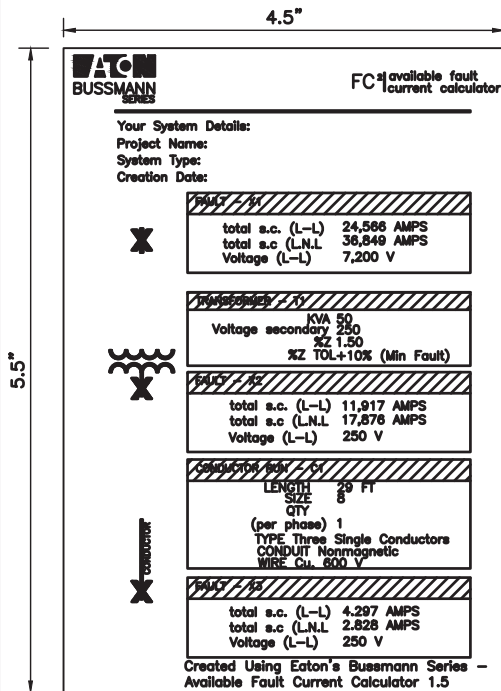 4.5"
5.5"
EATON
BUSSMANN
SERIES
FC² available fault
current calculator
Your System Details:
Project Name:
System Type:
Creation Date:
FAULT - X1
total s.c. (L-L) 24,566 AMPS
total s.c (L.N.L 36,849 AMPS
Voltage (L-L) 7,200 V
TRANSFORMER - T1
KVA 50
Voltage secondary 250
%Z 1.50
%Z TOL+10% (Min Fault)
FAULT - X2
total s.c. (L-L) 11,917 AMPS
total s.c (L.N.L 17,876 AMPS
Voltage (L-L) 250 V
CONDUCTOR RUN - C1
LENGTH 29 FT
SIZE 8
QTY
(per phase) 1
TYPE Three Single Conductors
CONDUIT Nonmagnetic
WIRE Cu. 600 V
CONDUCTOR
FAULT - X3
total s.c. (L-L) 4.297 AMPS
total s.c (L.N.L 2.828 AMPS
Voltage (L-L) 250 V
Created Using Eaton's Bussmann Series -
Available Fault Current Calculator 1.5